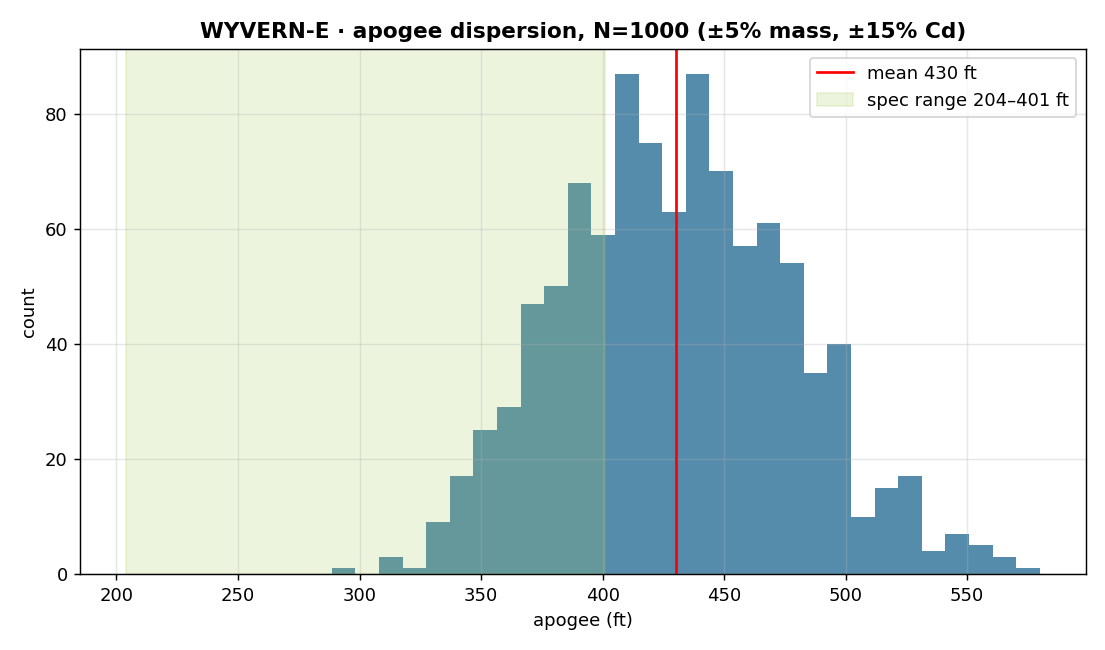 WYVERN-E · apogee dispersion, N=1000 (±5% mass, ±15% Cd)
mean 430 ft
spec range 204–401 ft
80
60
40
20
0
count
200 250 300 350 400 450 500 550
apogee (ft)